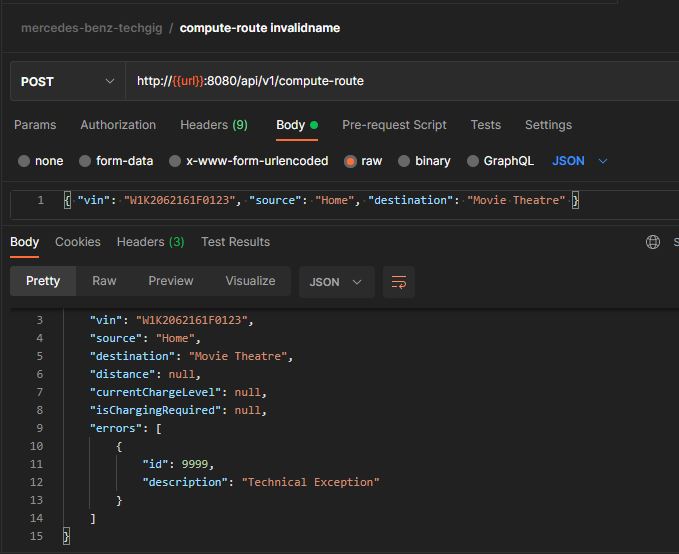 mercedes-benz-techgig / compute-route invalidname
POST http://{{url}}:8080/api/v1/compute-route
Params Authorization Headers (9) Body Pre-request Script Tests Settings
none form-data x-www-form-urlencoded raw binary GraphQL JSON
1 { "vin": "W1K2062161F0123", "source": "Home", "destination": "Movie Theatre" }
Body Cookies Headers (3) Test Results S
Pretty Raw Preview Visualize JSON
3 "vin": "W1K2062161F0123",
4 "source": "Home",
5 "destination": "Movie Theatre",
6 "distance": null,
7 "currentChargeLevel": null,
8 "isChargingRequired": null,
9 "errors": [
10 {
11 "id": 9999,
12 "description": "Technical Exception"
13 }
14 ]
15 }